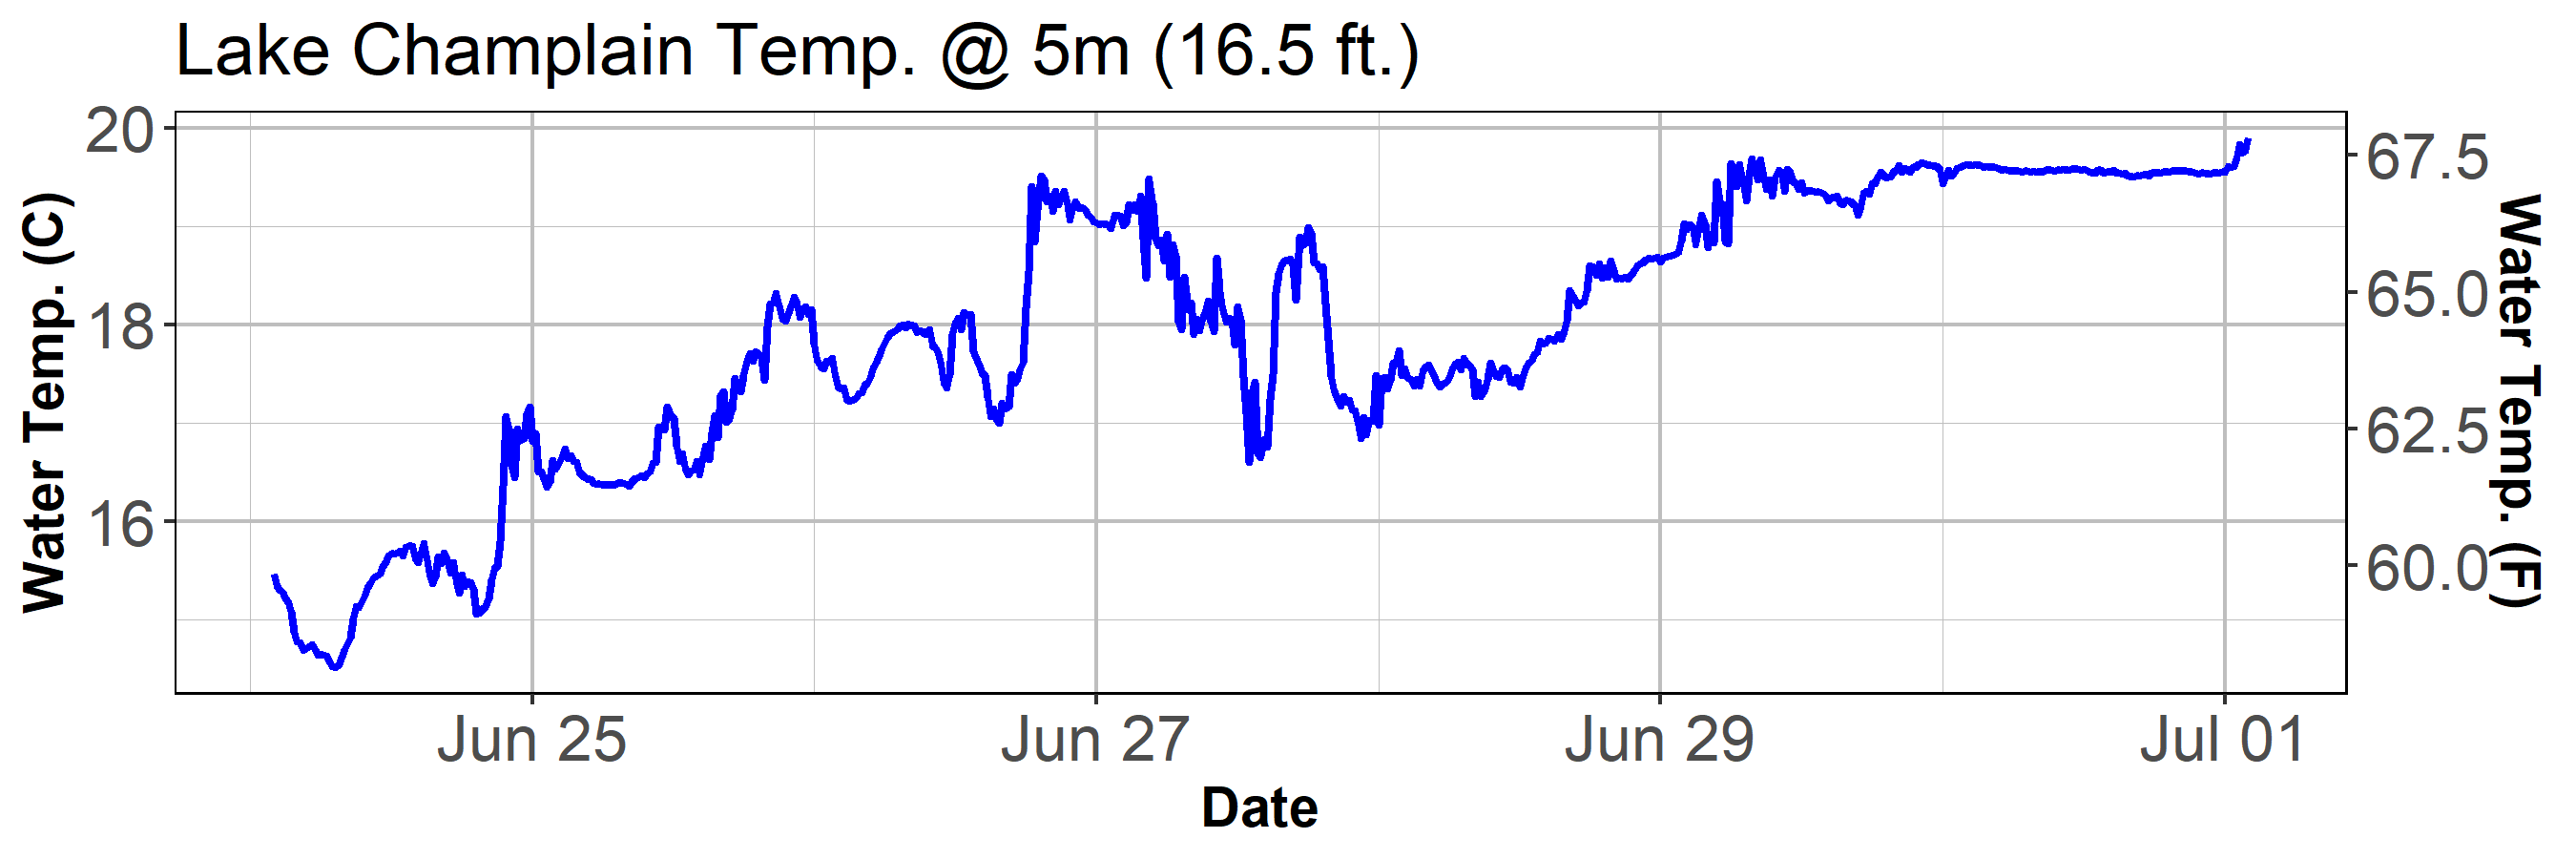 Lake Champlain Temp. @ 5m (16.5 ft.)
20
18
16
Water Temp. (C)
67.5
65.0
62.5
60.0
Water Temp. (F)
Jun 25
Jun 27
Jun 29
Jul 01
Date